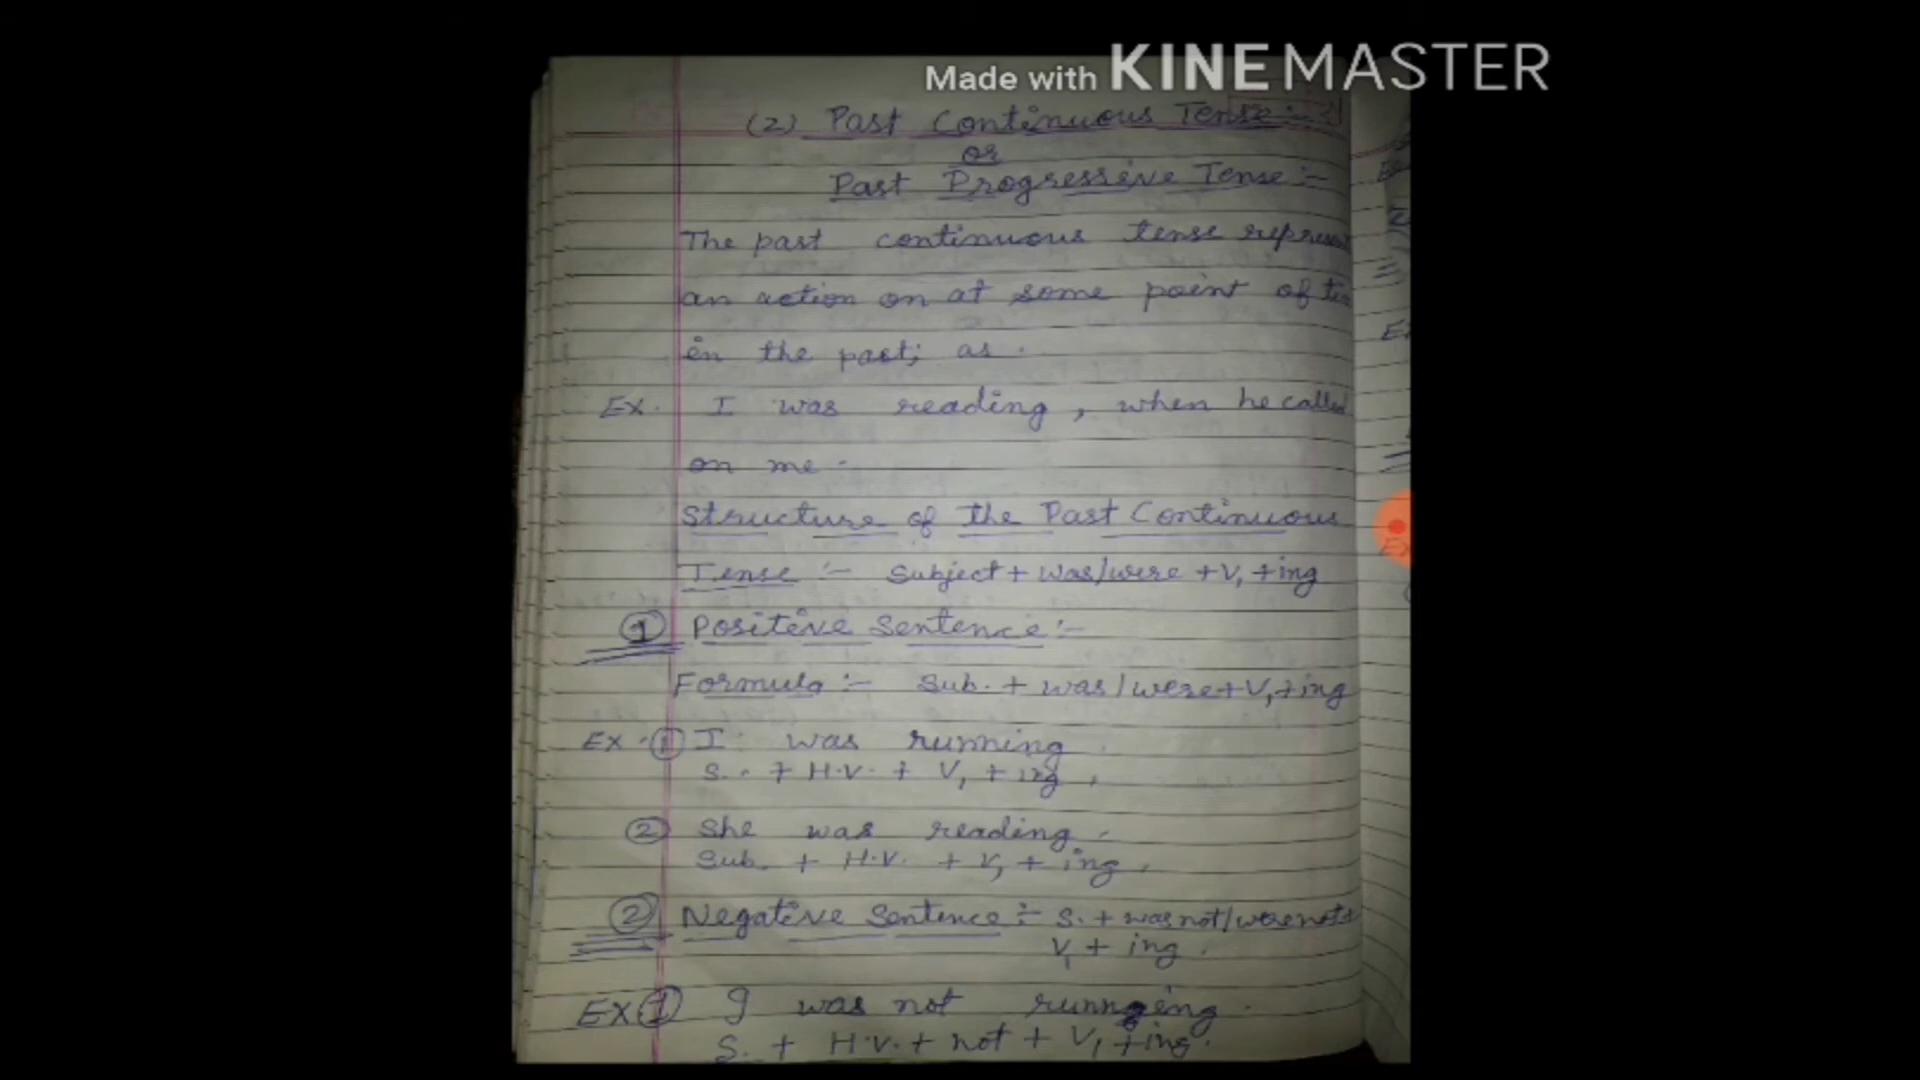 Made with KINEMASTER
(2) Past Continuous Tense :-
or
Past Progressive Tense :-
The past continuous tense represent
an action on at some point of
in the past; as.
Ex. I was reading, when he called
on me.
Structure of the Past Continuous
Tense :- Subject + was/were + V₁ + ing
① Positive Sentence :-
Formula :- Sub. + was/were + V₁ + ing
Ex. ① I was running.
S. + H.V. + V₁ + ing.
② She was reading.
Sub. + H.V. + V₁ + ing.
② Negative Sentence :- S. + was not/were not +
V₁ + ing.
EX ① I was not running.
S. + H.V. + not + V₁ + ing.